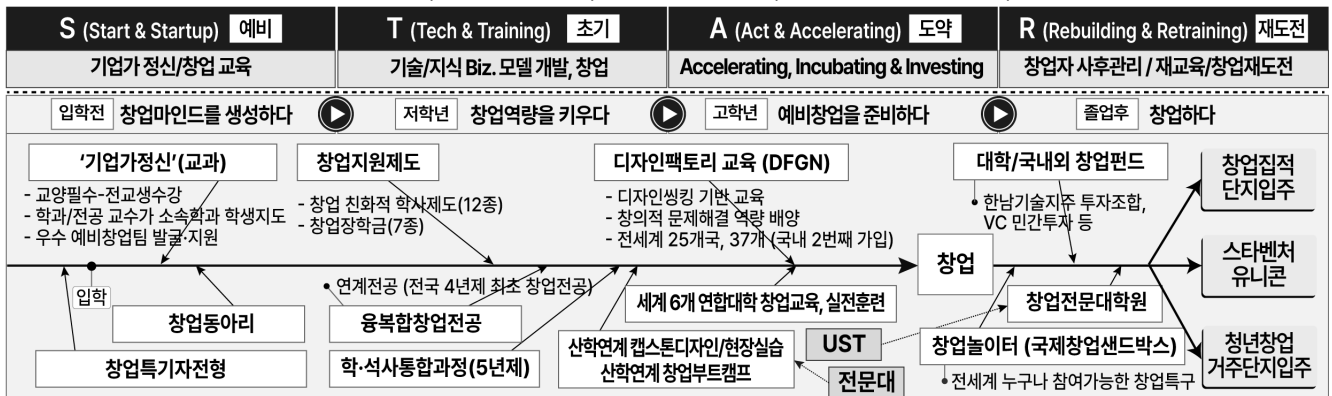 S (Start & Startup) 예비
T (Tech & Training) 초기
A (Act & Accelerating) 도약
R (Rebuilding & Retraining) 재도전
기업가 정신/창업 교육
기술/지식 Biz. 모델 개발, 창업
Accelerating, Incubating & Investing
창업자 사후관리 / 재교육/창업재도전
입학전 창업마인드를 생성하다
저학년 창업역량을 키우다
고학년 예비창업을 준비하다
졸업후 창업하다
‘기업가정신’(교과)
- 교양필수-전교생수강
- 학과/전공 교수가 소속학과 학생지도
- 우수 예비창업팀 발굴·지원
창업지원제도
- 창업 친화적 학사제도(12종)
- 창업장학금(7종)
디자인팩토리 교육 (DFGN)
- 디자인씽킹 기반 교육
- 창의적 문제해결 역량 배양
- 전세계 25개국, 37개 (국내 2번째 가입)
대학/국내외 창업펀드
• 한남기술지주 투자조합,
VC 민간투자 등
창업집적
단지입주
창업
스타벤처
유니콘
입학
• 연계전공 (전국 4년제 최초 창업전공)
세계 6개 연합대학 창업교육, 실전훈련
창업전문대학원
창업동아리
융복합창업전공
창업특기자전형
학·석사통합과정(5년제)
산학연계 캡스톤디자인/현장실습
산학연계 창업부트캠프
UST
전문대
창업놀이터 (국제창업샌드박스)
• 전세계 누구나 참여가능한 창업특구
청년창업
거주단지입주